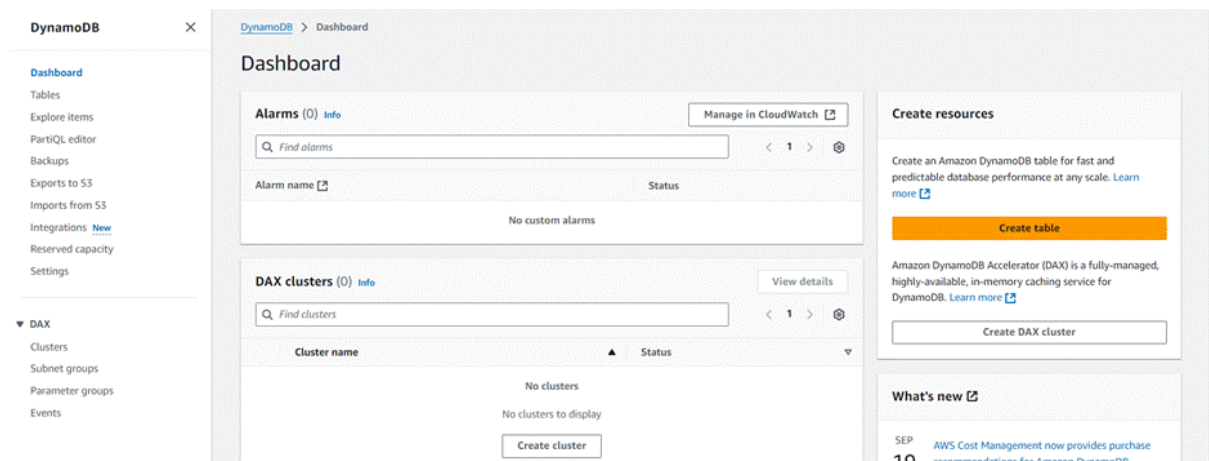 DynamoDB
Dashboard
Tables
Explore items
PartiQL editor
Backups
Exports to S3
Imports from S3
Integrations New
Reserved capacity
Settings
DAX
Clusters
Subnet groups
Parameter groups
Events
DynamoDB > Dashboard
Dashboard
Alarms (0) Info
Manage in CloudWatch
Find alarms
1
Alarm name
Status
No custom alarms
DAX clusters (0) Info
View details
Find clusters
1
Cluster name
Status
No clusters
No clusters to display
Create cluster
Create resources
Create an Amazon DynamoDB table for fast and
predictable database performance at any scale. Learn
more
Create table
Amazon DynamoDB Accelerator (DAX) is a fully-managed,
highly-available, in-memory caching service for
DynamoDB. Learn more
Create DAX cluster
What's new
SEP
AWS Cost Management now provides purchase
recommendations for Amazon DynamoDB